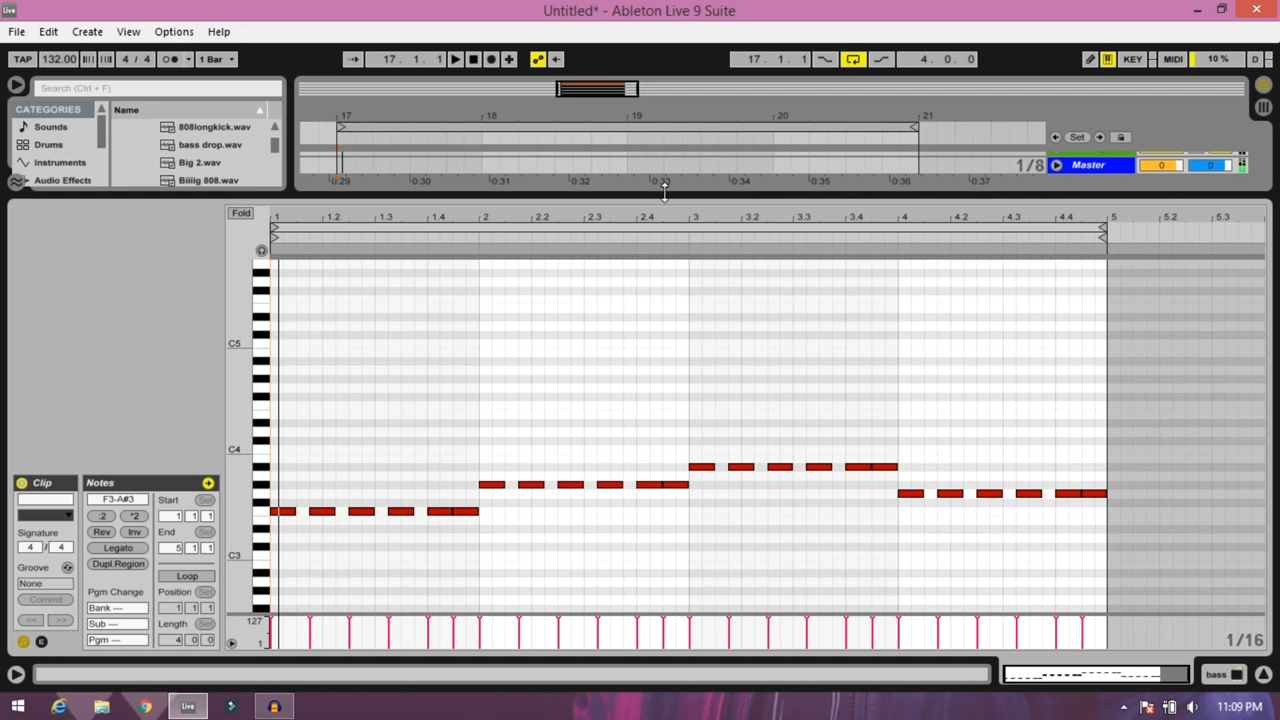 Live Untitled* - Ableton Live 9 Suite
File Edit Create View Options Help
TAP 132.00 4 / 4 1 Bar 17. 1. 1 17. 1. 1 4. 0. 0 KEY MIDI 10 % D
Search (Ctrl + F)
CATEGORIES Name
Sounds 808longkick.wav
Drums bass drop.wav
Instruments Big 2.wav
Audio Effects Biiiig 808.wav
17 18 19 20 21
Set
1/8 Master 0 0
0:29 0:30 0:31 0:32 0:33 0:34 0:35 0:36 0:37
Fold 1 1.2 1.3 1.4 2 2.2 2.3 2.4 3 3.2 3.3 3.4 4 4.2 4.3 4.4 5 5.2 5.3
C5
C4
C3
Clip Notes
F3-A#3 Start Set
:2 *2 1 1 1
Signature Rev Inv End Set
4 / 4 Legato 5 1 1
Groove Dupl.Region
None Loop
Commit Pgm Change Position Set
<< >> Bank --- 1 1 1
Sub --- Length Set
E Pgm --- 4 0 0
127
1
1/16
bass
Live 11:09 PM